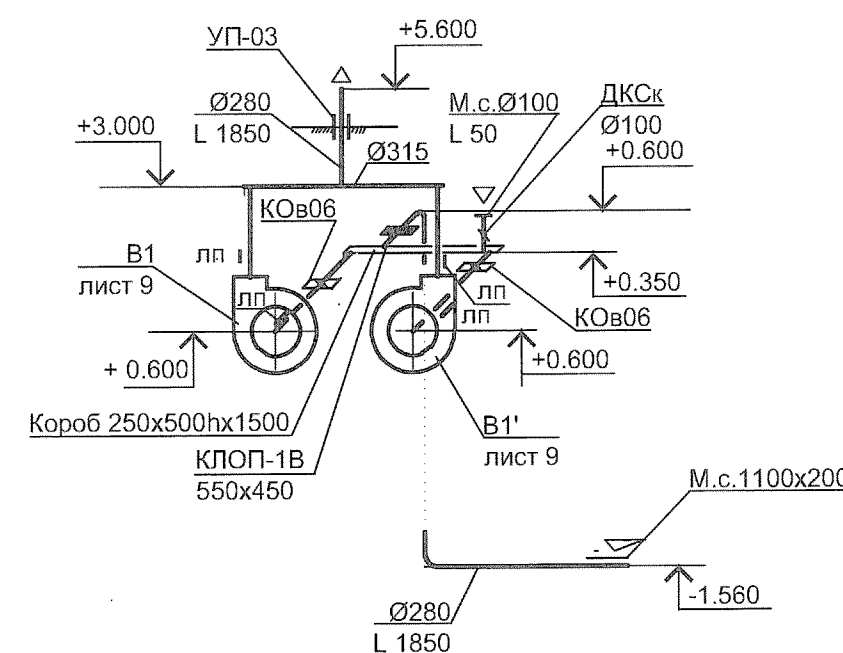 УП-03
+5.600
Ø280
L 1850
М.с.Ø100
L 50
ДКСк
Ø100
+3.000
Ø315
+0.600
КОв06
В1
лист 9
лп
лп
+0.350
лп
лп
КОв06
+ 0.600
+0.600
Короб 250х500hх1500
КЛОП-1В
550х450
В1'
лист 9
М.с.1100х200
-1.560
Ø280
L 1850